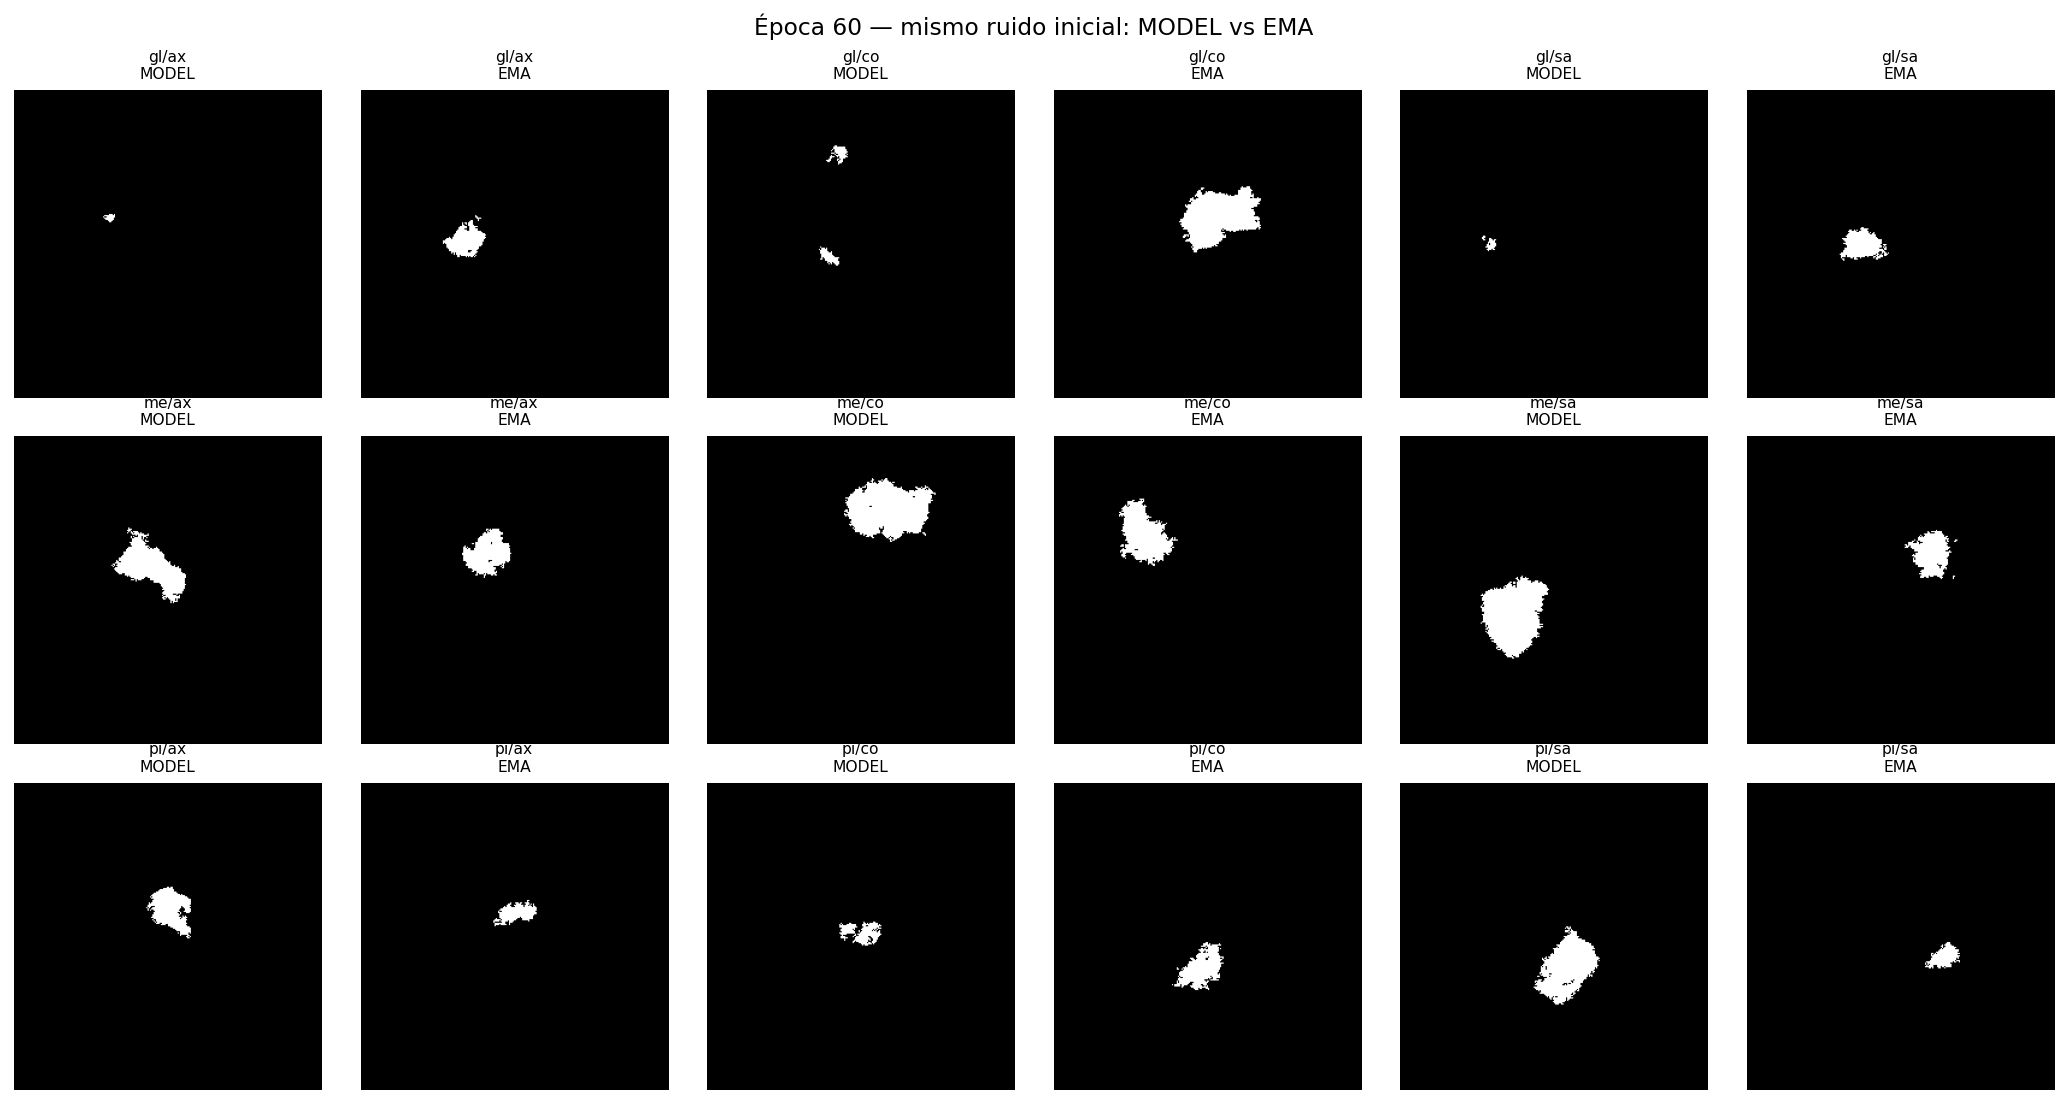 Época 60 — mismo ruido inicial: MODEL vs EMA
gl/ax
MODEL
gl/ax
EMA
gl/co
MODEL
gl/co
EMA
gl/sa
MODEL
gl/sa
EMA
me/ax
MODEL
me/ax
EMA
me/co
MODEL
me/co
EMA
me/sa
MODEL
me/sa
EMA
pi/ax
MODEL
pi/ax
EMA
pi/co
MODEL
pi/co
EMA
pi/sa
MODEL
pi/sa
EMA